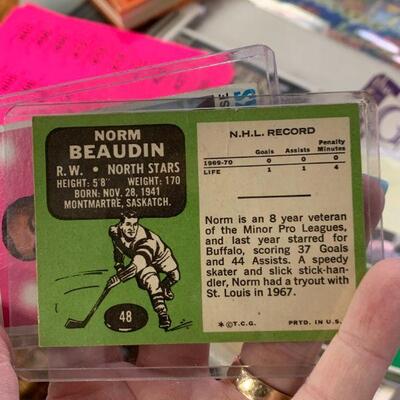 NORM
BEAUDIN
R.W. • NORTH STARS
HEIGHT: 5'8" WEIGHT: 170
BORN: NOV. 28, 1941
MONTMARTRE, SASKATCH.
48
N.H.L. RECORD
Goals Assists Penalty Minutes
1969-70 0 0 0
LIFE 1 1 4
Norm is an 8 year veteran
of the Minor Pro Leagues,
and last year starred for
Buffalo, scoring 37 Goals
and 44 Assists. A speedy
skater and slick stick-han-
dler, Norm had a tryout with
St. Louis in 1967.
*©T.C.G. PRTD. IN U.S.